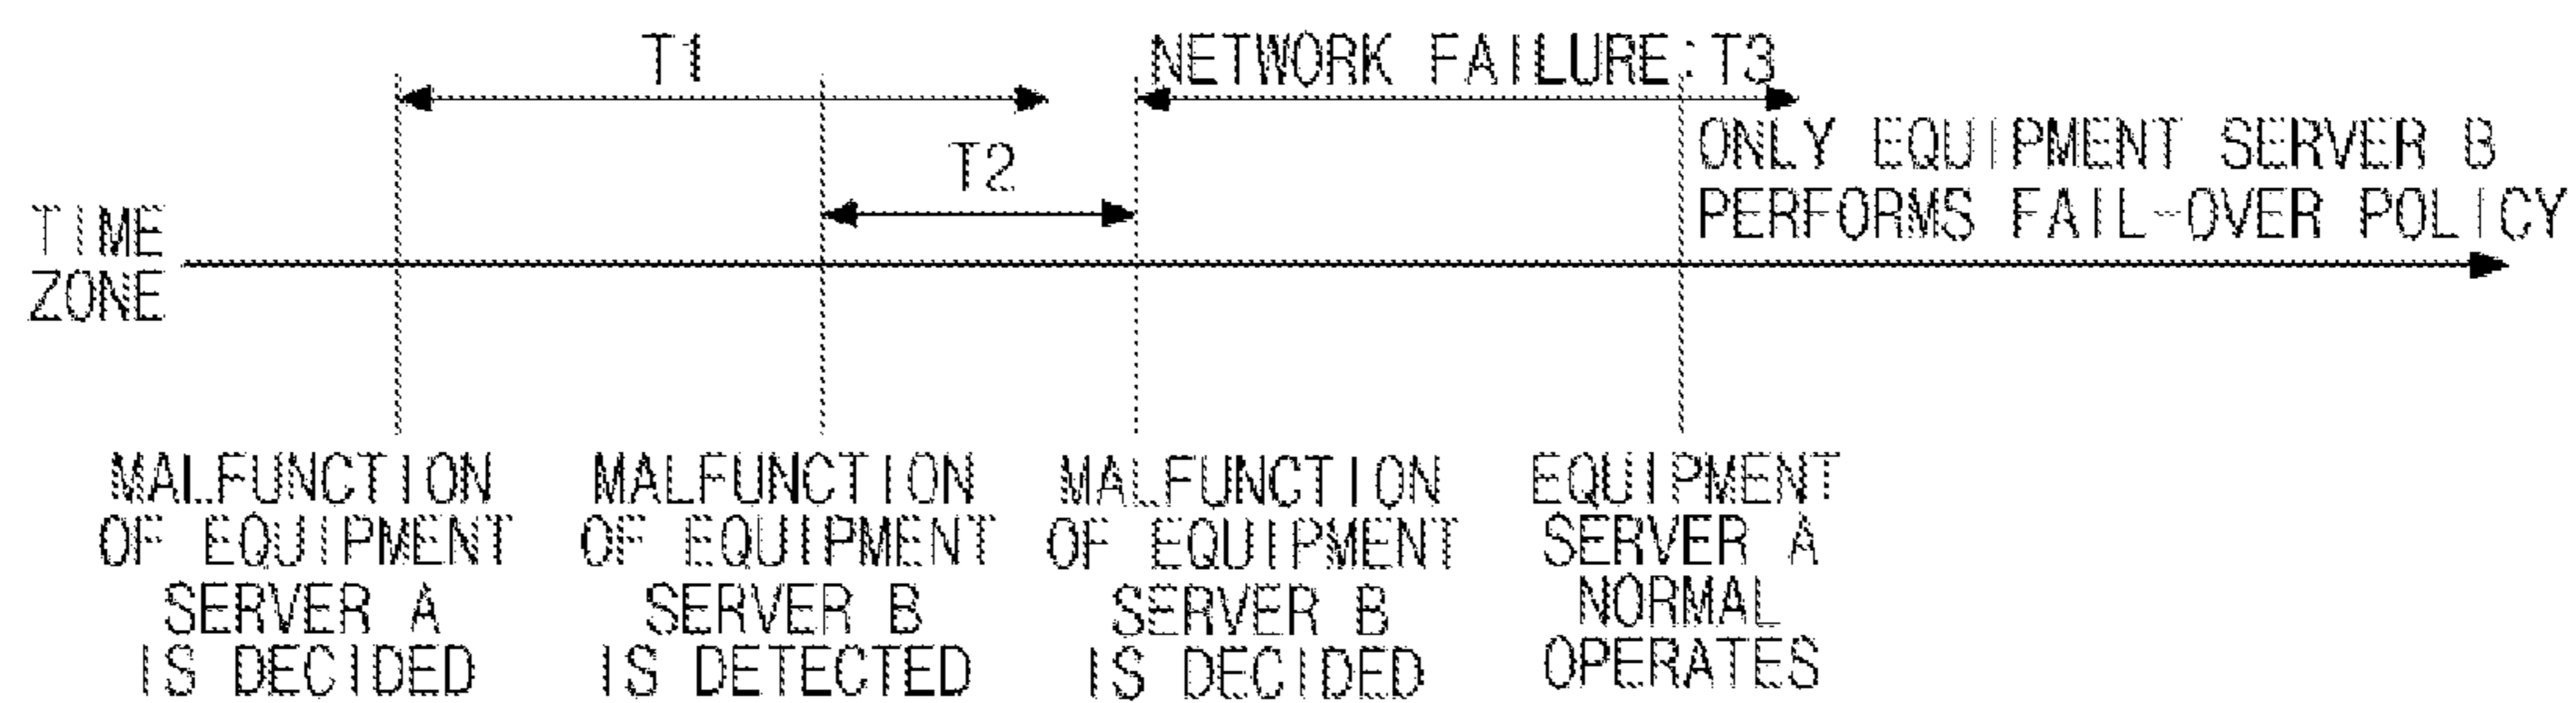 T1
NETWORK FAILURE:T3
ONLY EQUIPMENT SERVER B
PERFORMS FAIL-OVER POLICY
T2
TIME
ZONE
MALFUNCTION
OF EQUIPMENT
SERVER A
IS DECIDED
MALFUNCTION
OF EQUIPMENT
SERVER B
IS DETECTED
MALFUNCTION
OF EQUIPMENT
SERVER B
IS DECIDED
EQUIPMENT
SERVER A
NORMAL
OPERATES